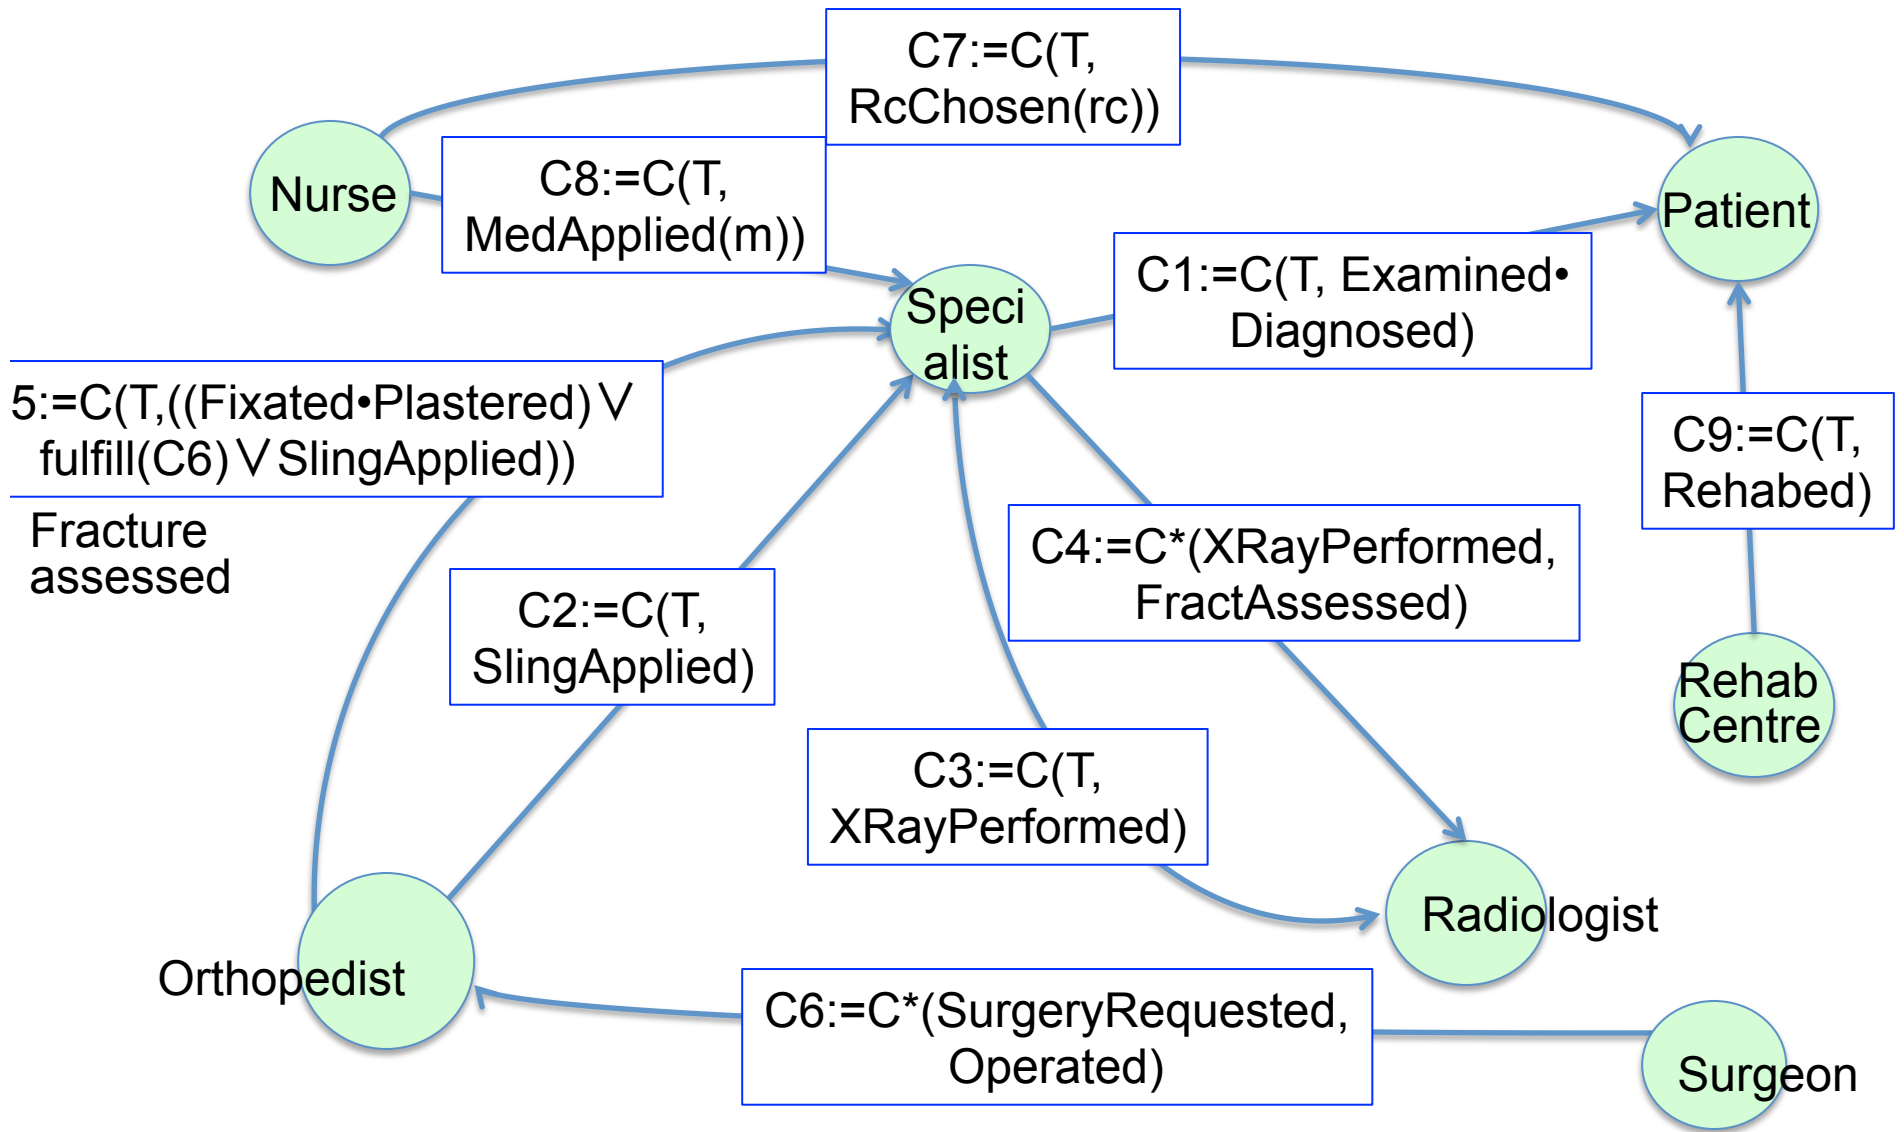 C7:=C(T,
RcChosen(rc))
Nurse
C8:=C(T,
MedApplied(m))
Patient
C1:=C(T, Examined•
Diagnosed)
Speci
alist
5:=C(T,((Fixated•Plastered)∨
fulfill(C6)∨SlingApplied))
Fracture
assessed
C9:=C(T,
Rehabed)
C4:=C*(XRayPerformed,
FractAssessed)
C2:=C(T,
SlingApplied)
Rehab
Centre
C3:=C(T,
XRayPerformed)
Radiologist
Orthopedist
C6:=C*(SurgeryRequested,
Operated)
Surgeon